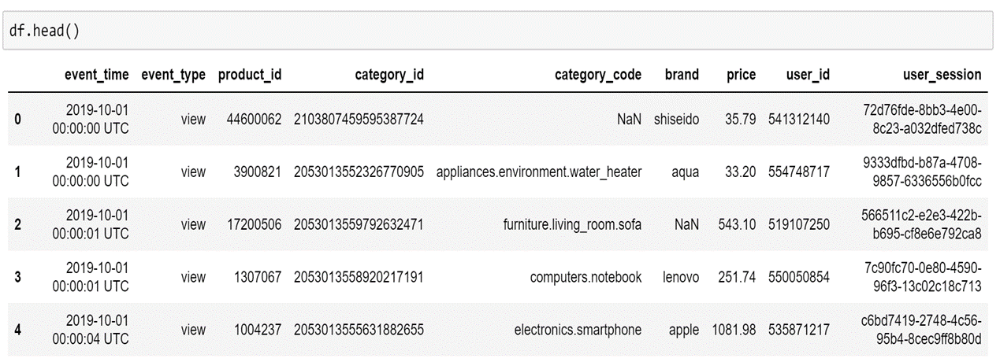 df.head()
event_time event_type product_id category_id category_code brand price user_id user_session
0 2019-10-01 00:00:00 UTC view 44600062 2103807459595387724 NaN shiseido 35.79 541312140 72d76fde-8bb3-4e00-8c23-a032dfed738c
1 2019-10-01 00:00:00 UTC view 3900821 2053013552326770905 appliances.environment.water_heater aqua 33.20 554748717 9333dfbd-b87a-4708-9857-6336556b0fcc
2 2019-10-01 00:00:01 UTC view 17200506 2053013559792632471 furniture.living_room.sofa NaN 543.10 519107250 566511c2-e2e3-422b-b695-cf8e6e792ca8
3 2019-10-01 00:00:01 UTC view 1307067 2053013558920217191 computers.notebook lenovo 251.74 550050854 7c90fc70-0e80-4590-96f3-13c02c18c713
4 2019-10-01 00:00:04 UTC view 1004237 2053013555631882655 electronics.smartphone apple 1081.98 535871217 c6bd7419-2748-4c56-95b4-8cec9ff8b80d